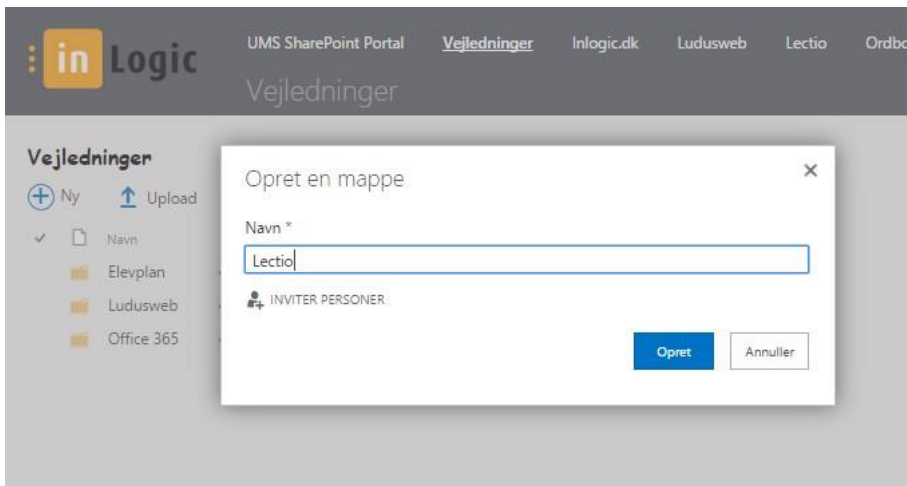 in Logic
UMS SharePoint Portal Vejledninger Inlogic.dk Ludusweb Lectio Ordbo
Vejledninger
Vejledninger
Ny Upload
Navn
Elevplan
Ludusweb
Office 365
Opret en mappe
Navn *
Lectio
INVITER PERSONER
Opret Annuller